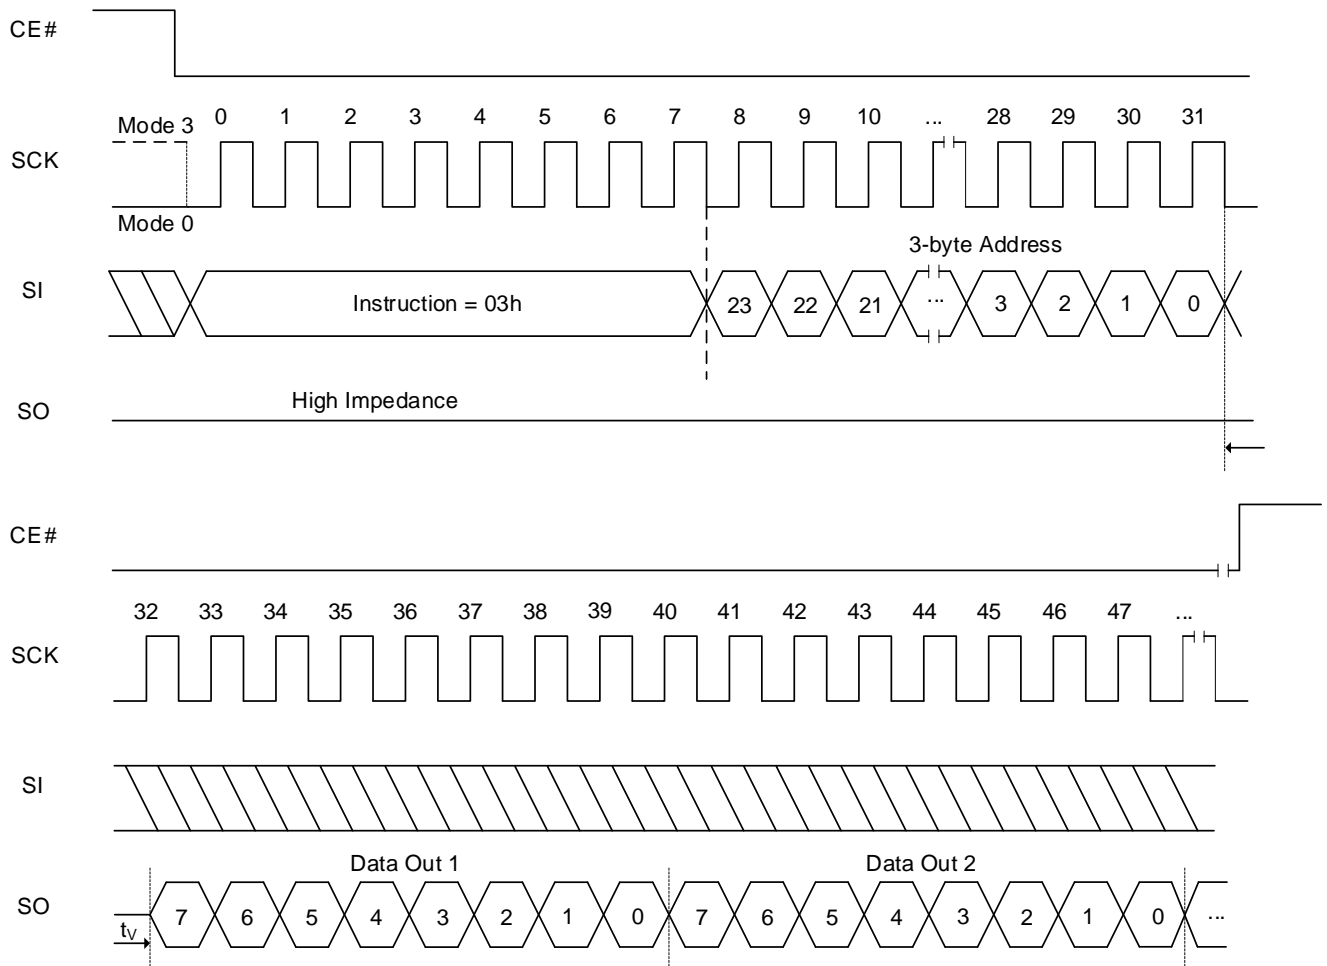 CE#
0 1 2 3 4 5 6 7 8 9 10 ... 28 29 30 31
Mode 3
SCK
Mode 0
3-byte Address
SI
Instruction = 03h
23 22 21 ... 3 2 1 0
High Impedance
SO
CE#
32 33 34 35 36 37 38 39 40 41 42 43 44 45 46 47 ...
SCK
SI
Data Out 1 Data Out 2
SO
7 6 5 4 3 2 1 0 7 6 5 4 3 2 1 0 ...
tV